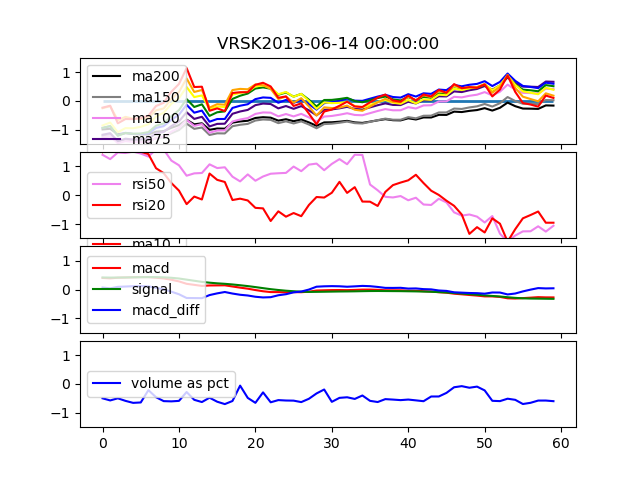 VRSK2013-06-14 00:00:00
1
0
−1
ma200
ma150
ma100
ma75
1
0
−1
rsi50
rsi20
ma10
1
0
−1
macd
signal
macd_diff
1
0
−1
volume as pct
0 10 20 30 40 50 60